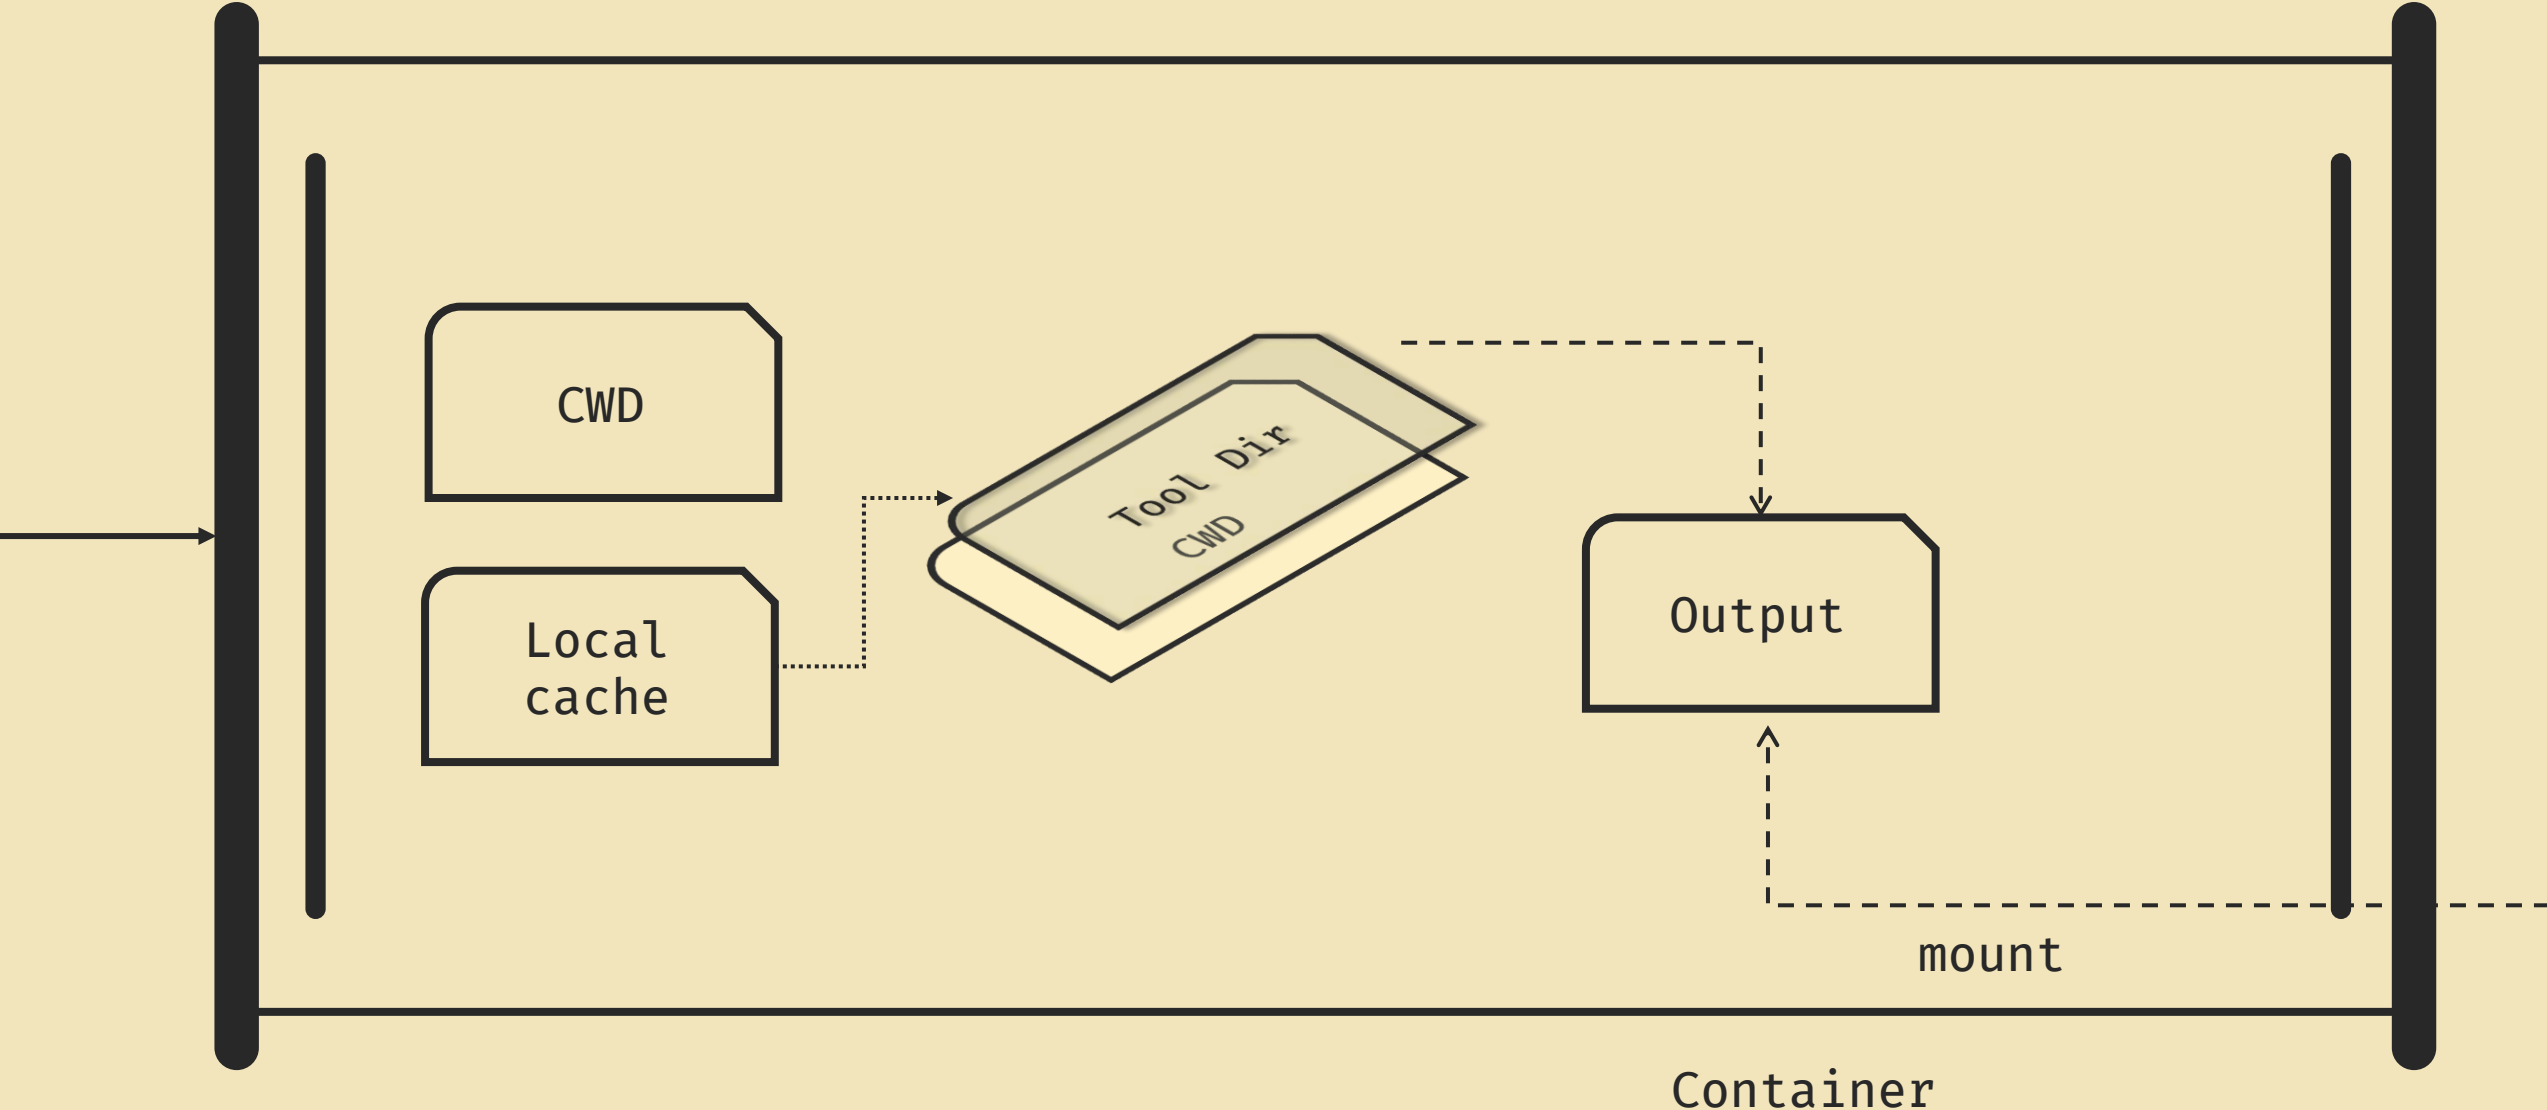 CWD
Local
cache
Tool Dir
CWD
Output
mount
Container